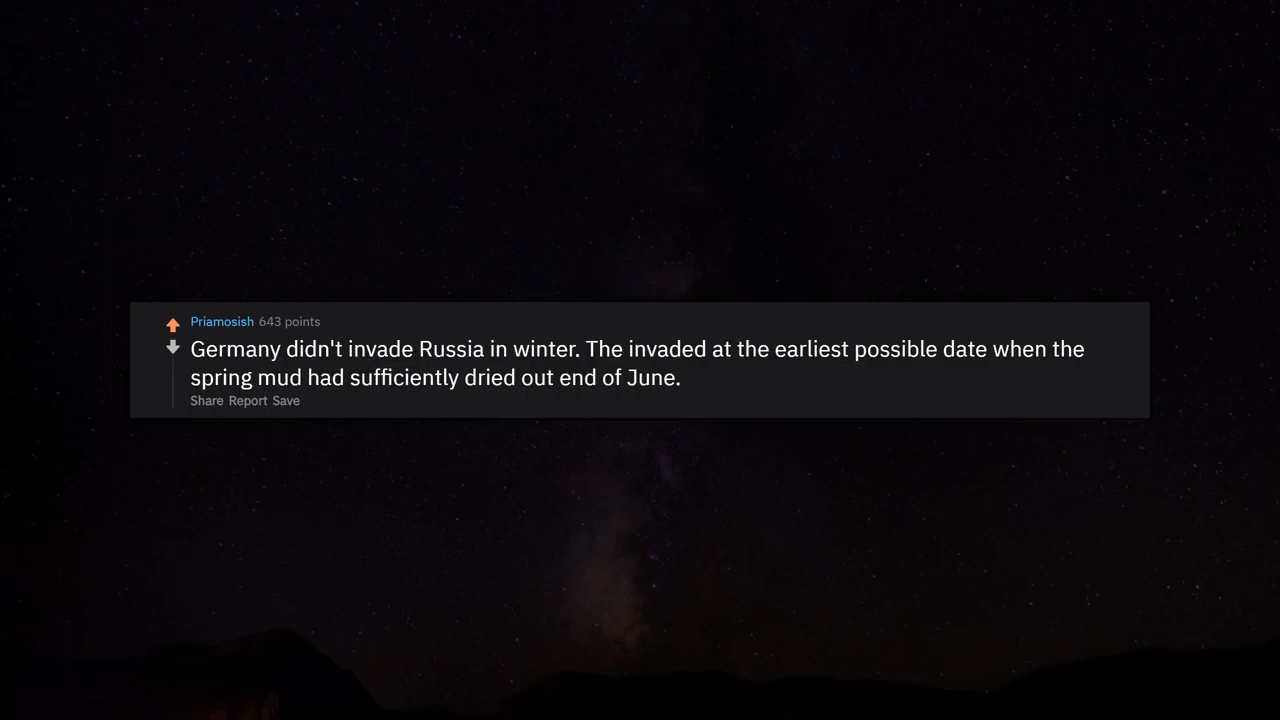 Priamosish 643 points
Germany didn't invade Russia in winter. The invaded at the earliest possible date when the
spring mud had sufficiently dried out end of June.
Share Report Save